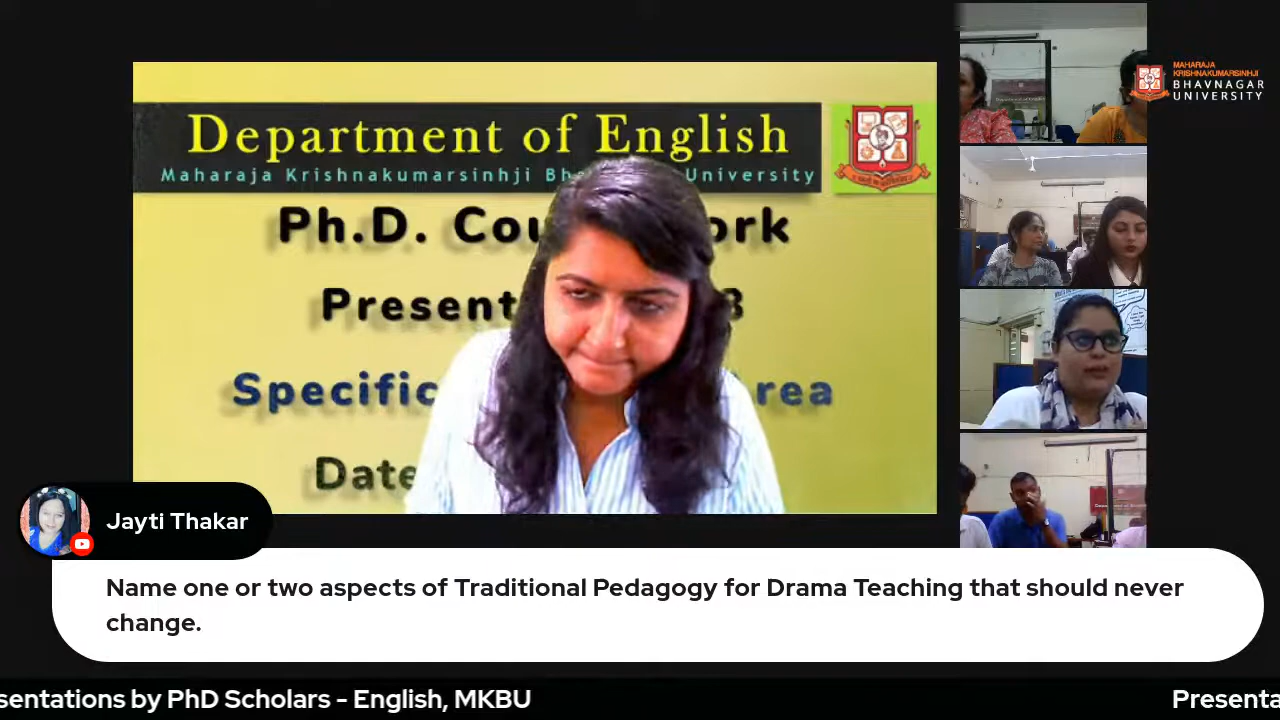 Department of English
Maharaja Krishnakumarsinhji Bh University
Ph.D. Cou ork
Present 8
Specific rea
Date
MAHARAJA
KRISHNAKUMARSINHJI
BHAVNAGAR
UNIVERSITY
Jayti Thakar
Name one or two aspects of Traditional Pedagogy for Drama Teaching that should never
change.
sentations by PhD Scholars - English, MKBU
Presenta